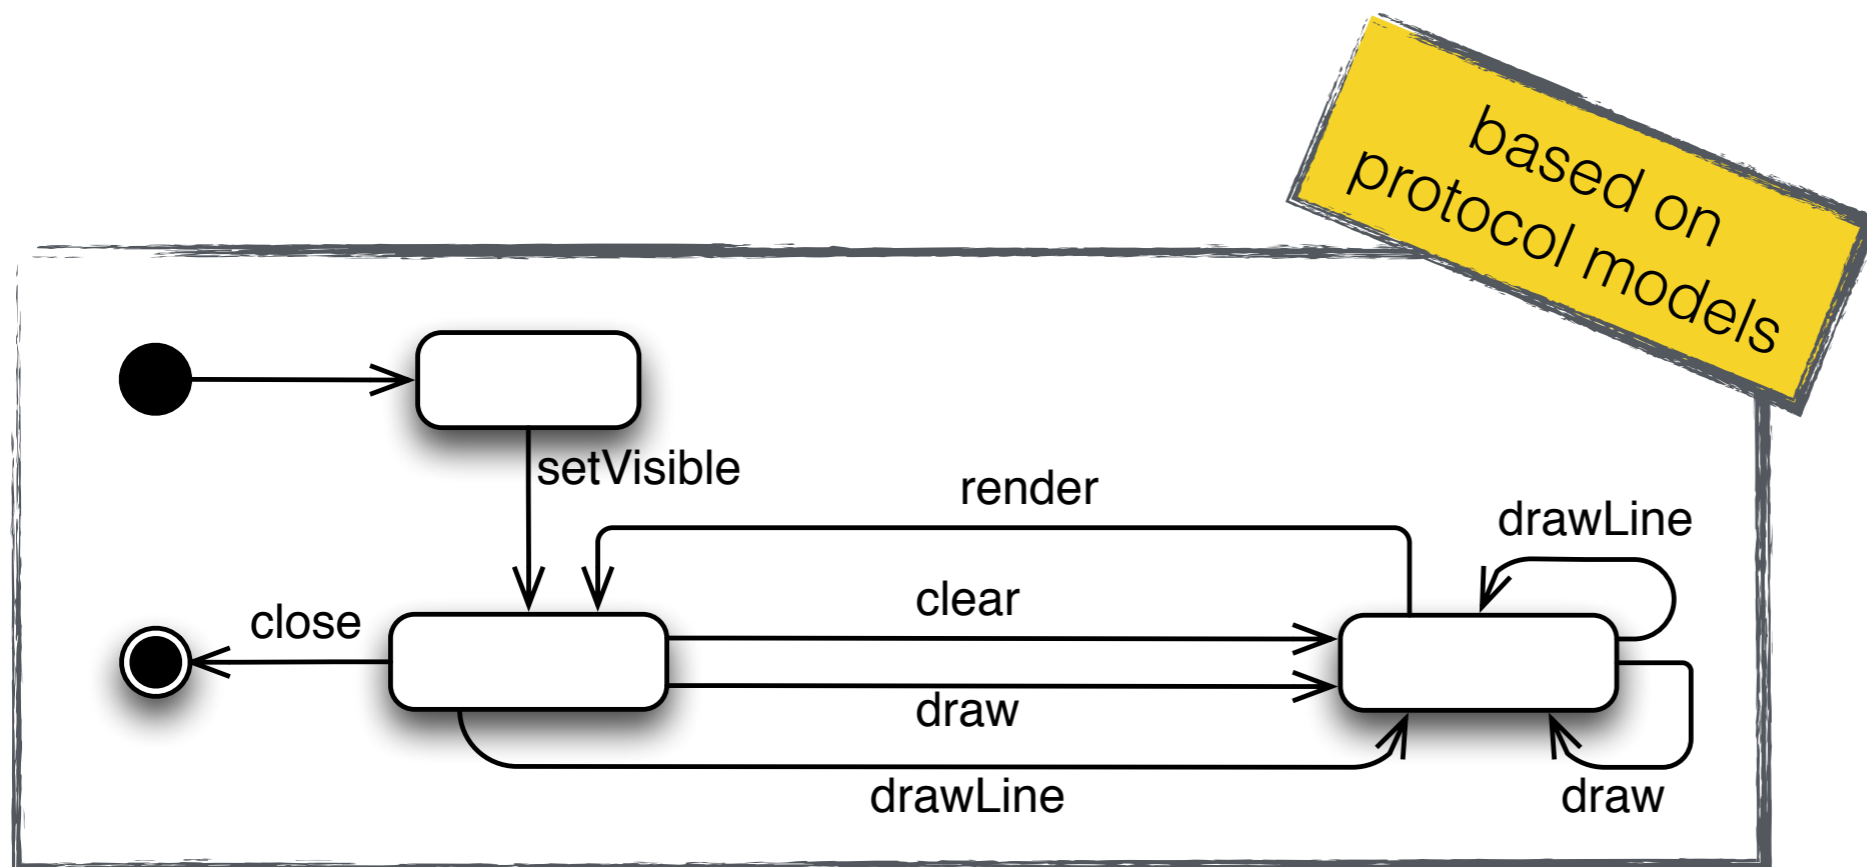 based on
protocol models
setVisible
render
drawLine
clear
close
draw
drawLine
draw